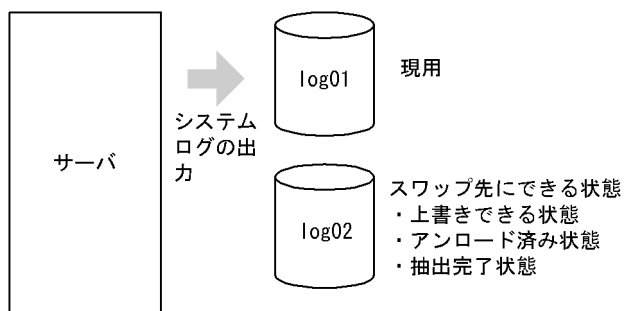 サーバ
システム
ログの出
力
log01
現用
log02
スワップ先にできる状態
・上書きできる状態
・アンロード済み状態
・抽出完了状態